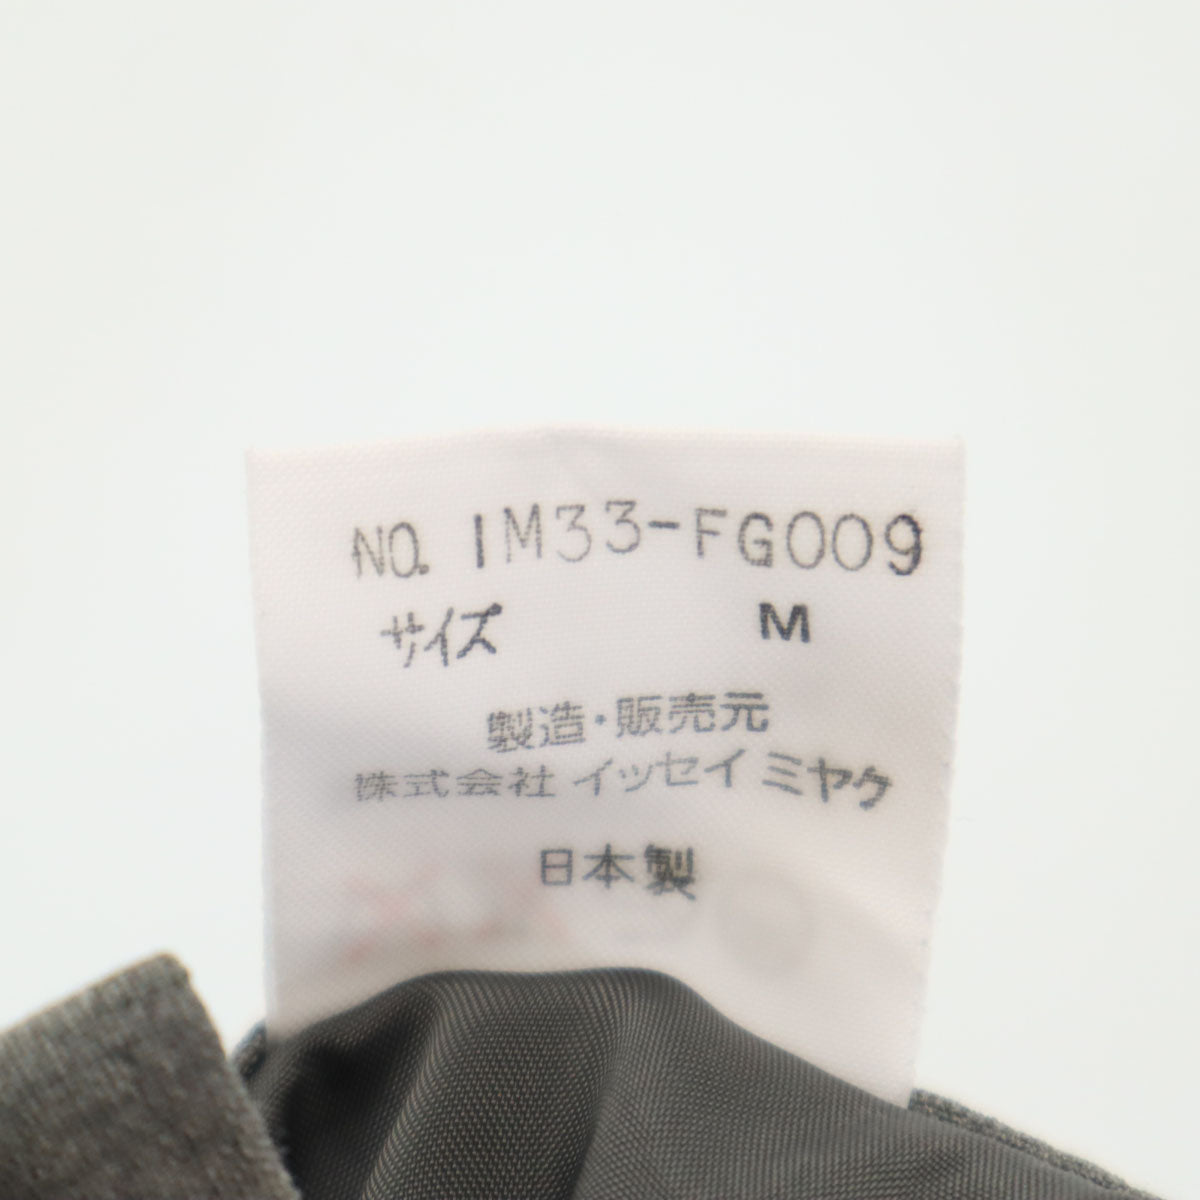 NO. IM33-FG009
サイズ M
製造・販売元
株式会社 イッセイ ミヤケ
日本製